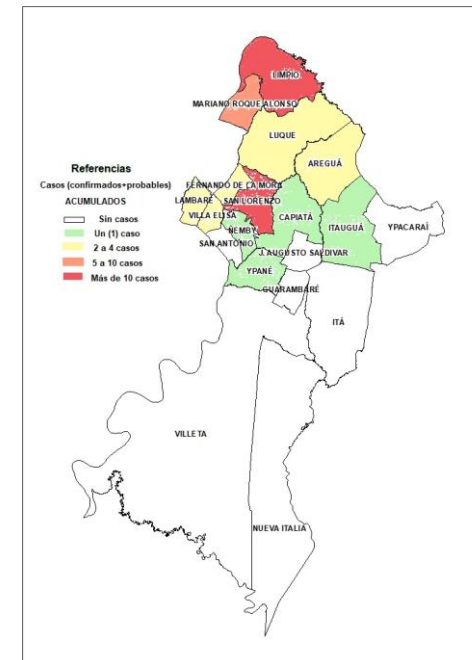 LIMPIO
MARIANO ROQUE ALONSO
LUQUE
AREGUÁ
Referencias
Casos (confirmados+probables)
ACUMULADOS
Sin casos
Un (1) caso
2 a 4 casos
5 a 10 casos
Más de 10 casos
FERNANDO DE LA MORA
LAMBARÉ
SAN LORENZO
VILLA ELISA
CAPIATÁ
ITAUGUÁ
YPACARAÍ
ÑEMBY
SAN ANTONIO
J.AUGUSTO SALDIVAR
YPANÉ
GUARAMBARÉ
ITÁ
VILLETA
NUEVA ITALIA